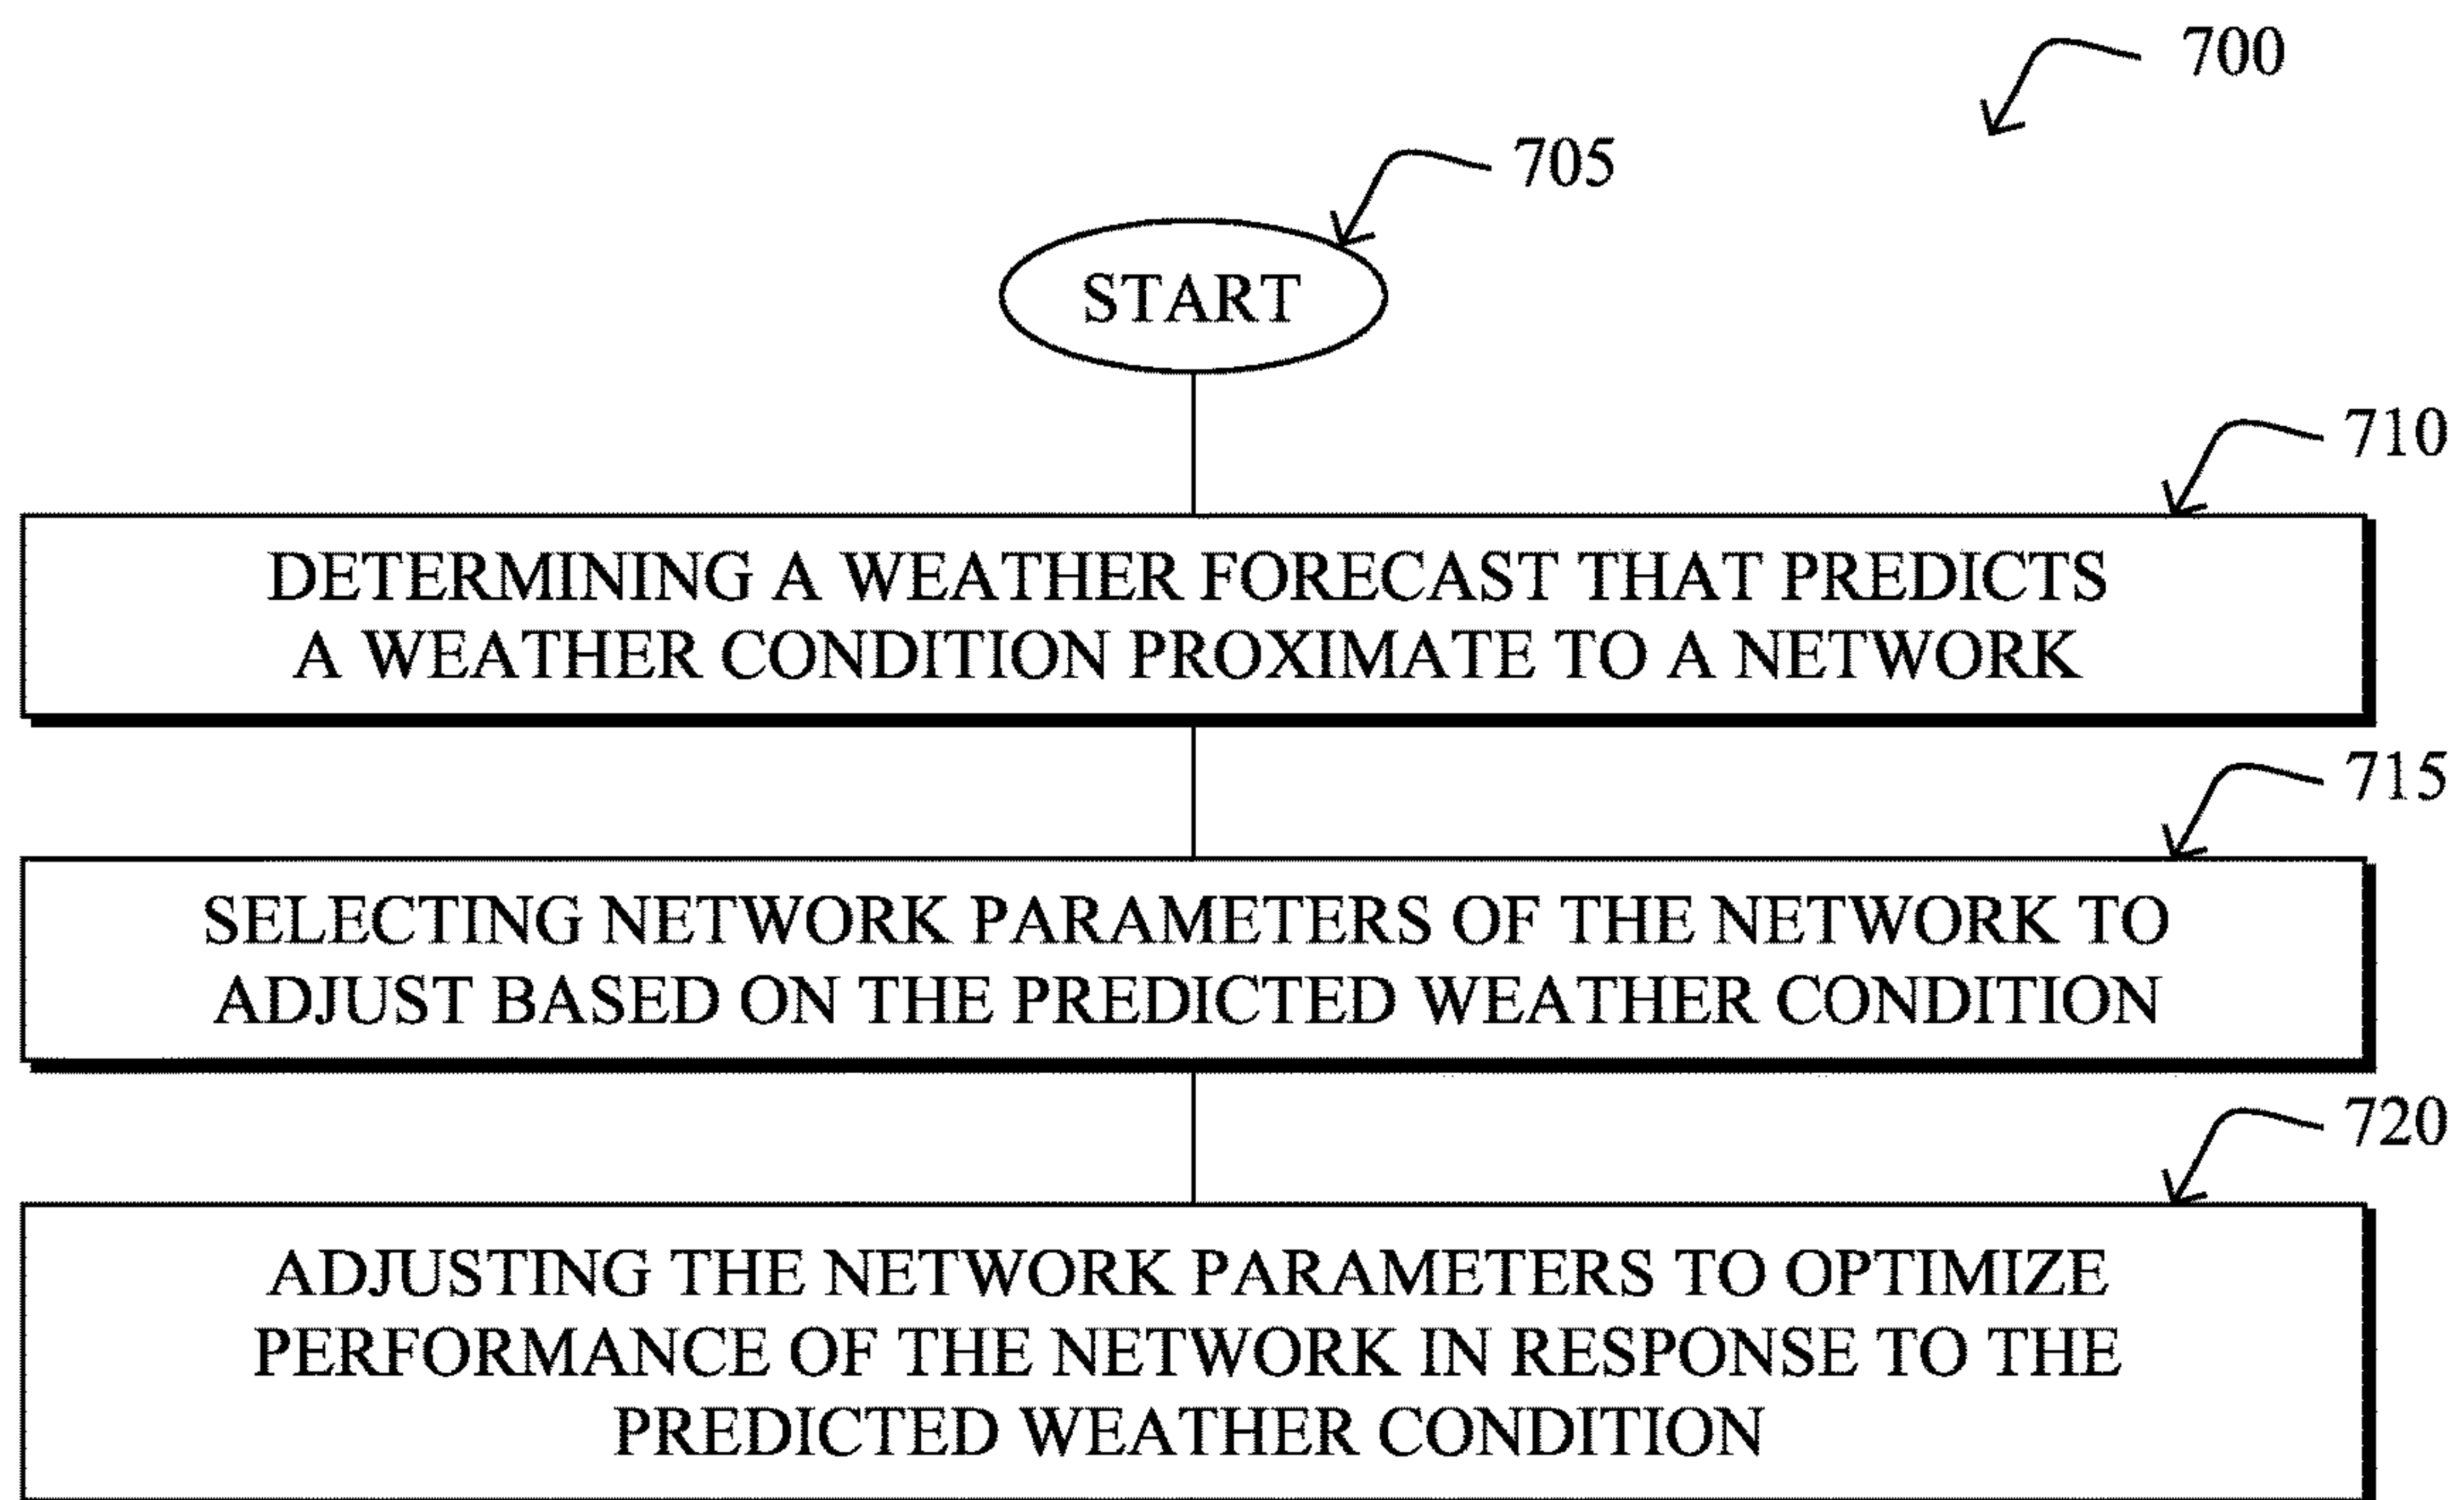 700
705
START
710
DETERMINING A WEATHER FORECAST THAT PREDICTS
A WEATHER CONDITION PROXIMATE TO A NETWORK
715
SELECTING NETWORK PARAMETERS OF THE NETWORK TO
ADJUST BASED ON THE PREDICTED WEATHER CONDITION
720
ADJUSTING THE NETWORK PARAMETERS TO OPTIMIZE
PERFORMANCE OF THE NETWORK IN RESPONSE TO THE
PREDICTED WEATHER CONDITION